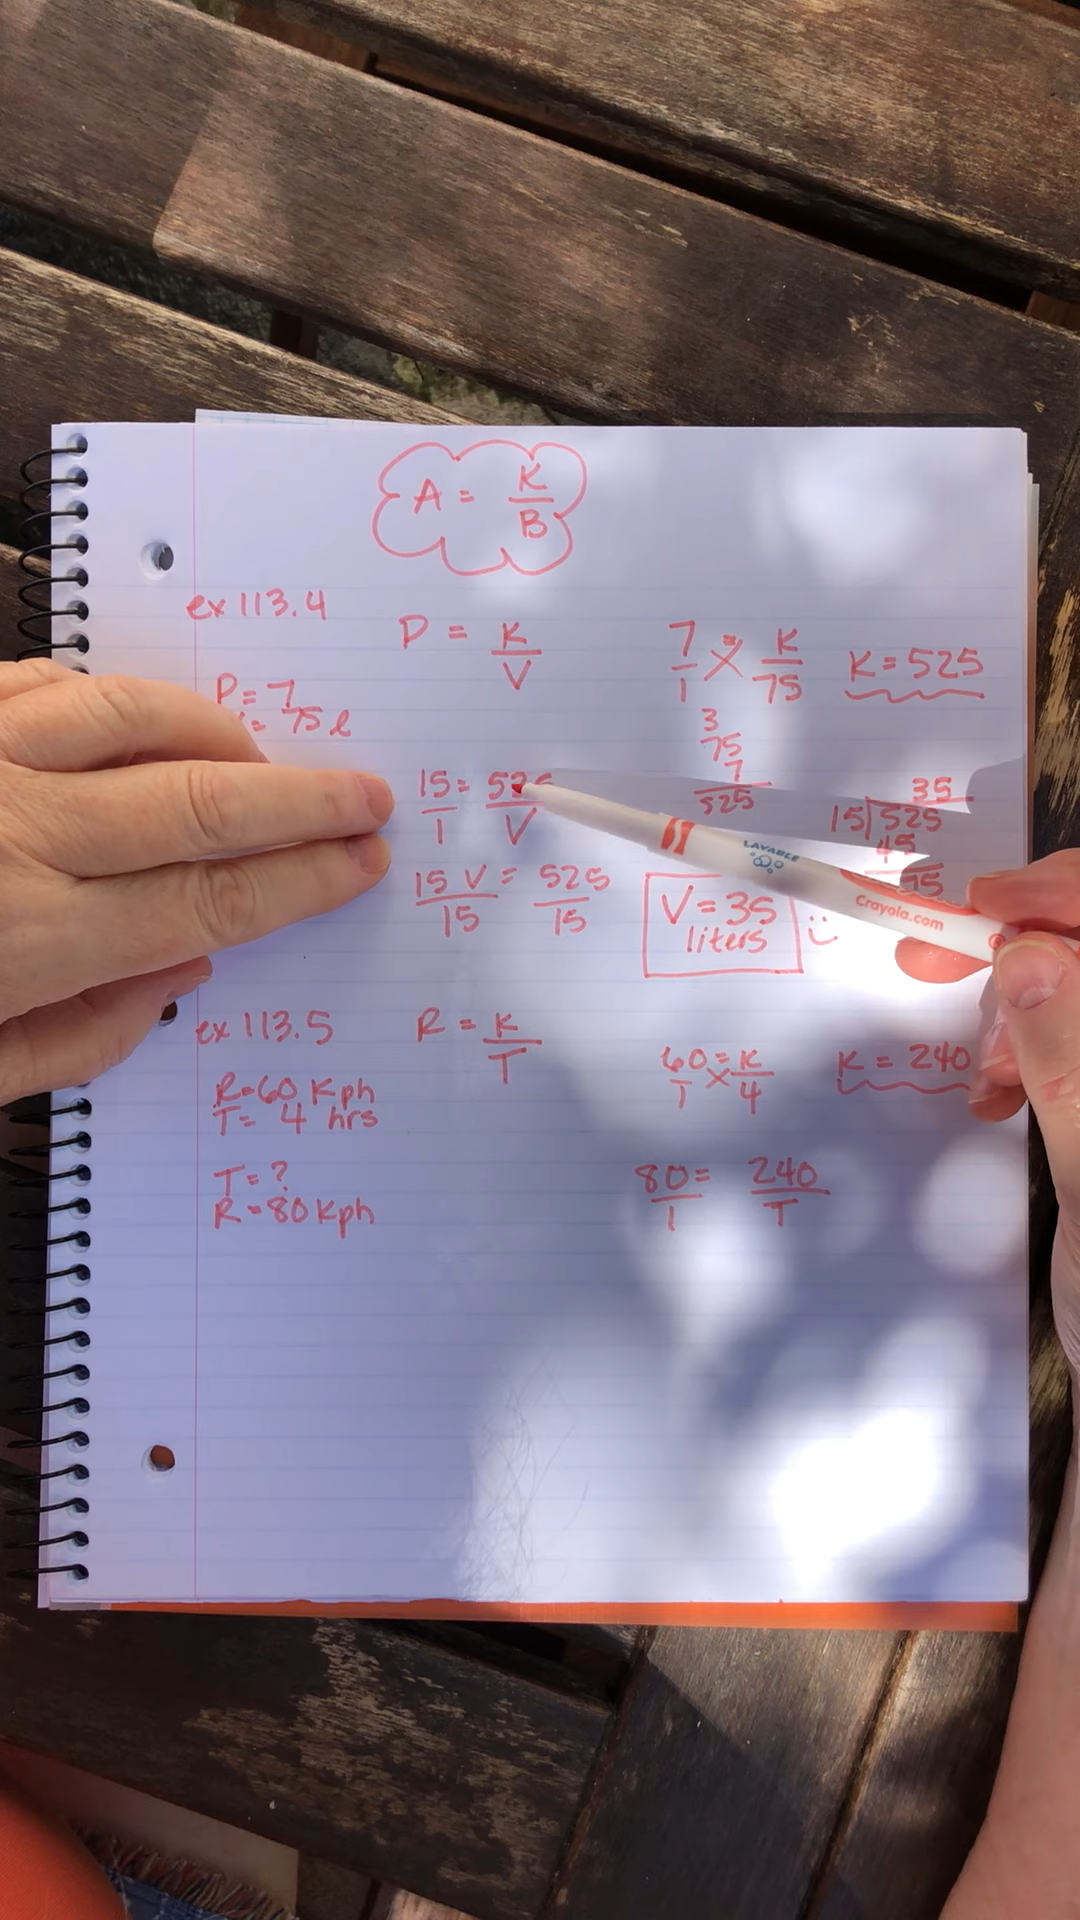 A = K
B
ex 113.4
P = K
V
7 = K
1 75
K = 525
P = 7
= 75 l
3
75
7
525
15 = 525
1 V
35
15 525
45
75
15 V = 525
15 15
V = 35
liters
ex 113.5
R = K
T
60 = K
1 4
K = 240
R = 60 Kph
T = 4 hrs
T = ?
R = 80 Kph
80 = 240
1 T
WASHABLE
Crayola.com